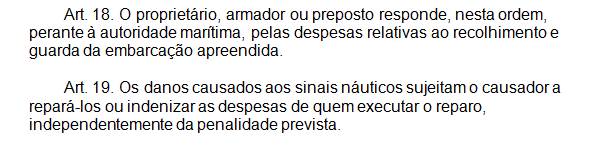 Art. 18. O proprietário, armador ou preposto responde, nesta ordem,
perante à autoridade marítima, pelas despesas relativas ao recolhimento e
guarda da embarcação apreendida.
Art. 19. Os danos causados aos sinais náuticos sujeitam o causador a
repará-los ou indenizar as despesas de quem executar o reparo,
independentemente da penalidade prevista.